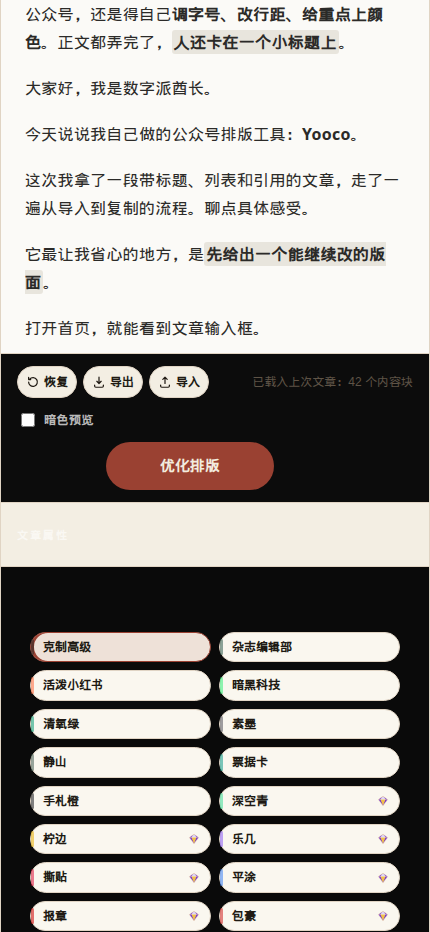 公众号，还是得自己调字号、改行距、给重点上颜
色。正文都弄完了，人还卡在一个小标题上。
大家好，我是数字派酋长。
今天说说我自己做的公众号排版工具：Yooco。
这次我拿了一段带标题、列表和引用的文章，走了一
遍从导入到复制的流程。聊点具体感受。
它最让我省心的地方，是先给出一个能继续改的版
面。
打开首页，就能看到文章输入框。
恢复 导出 导入 已载入上次文章：42 个内容块
暗色预览
优化排版
文章属性
克制高级 杂志编辑部
活泼小红书 暗黑科技
清氧绿 素墨
静山 票据卡
手札橙 深空青
柠边 乐几
撕贴 平涂
报章 包豪